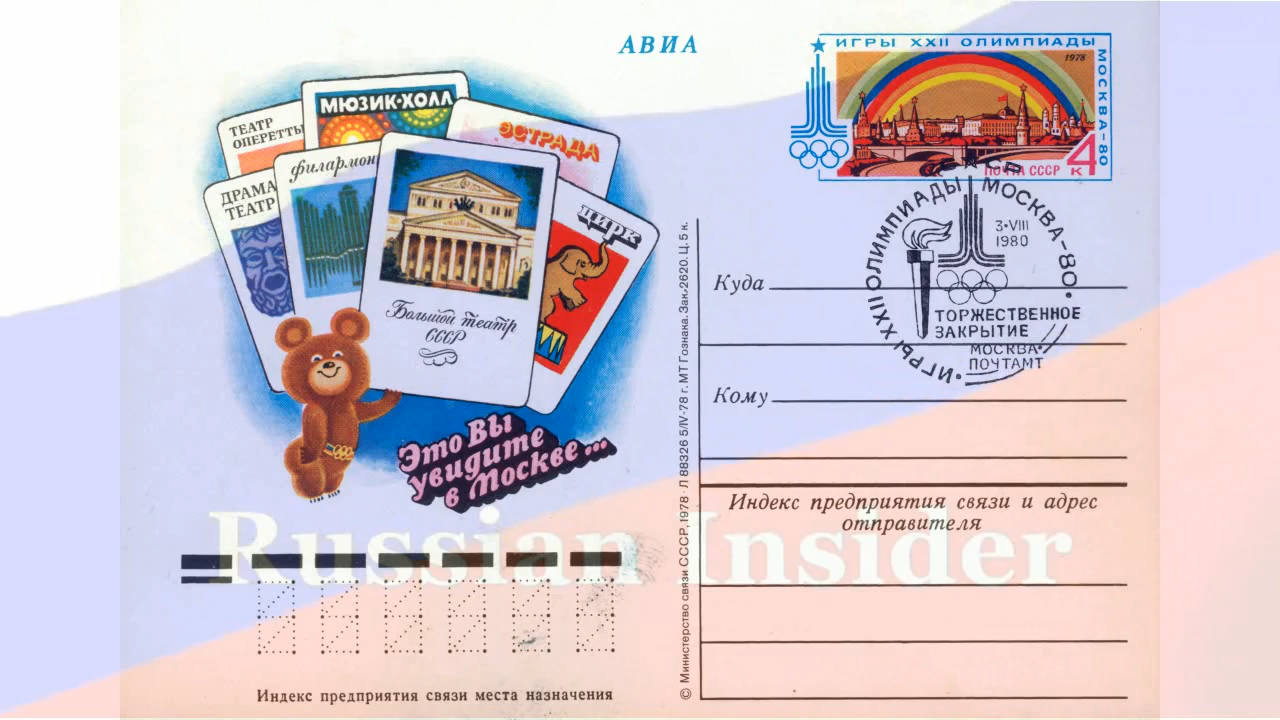 АВИА
ИГРЫ XXII ОЛИМПИАДЫ
МОСКВА-80
1978
4
К
ПОЧТА СССР
ТЕАТР
ОПЕРЕТТЫ
МЮЗИК-ХОЛЛ
ЭСТРАДА
ДРАМА
ТЕАТР
филармон
ЦИРК
Большой театр
СССР
Это Вы
увидите
в Москве...
ИГРЫ XXII ОЛИМПИАДЫ
МОСКВА-80
3·VIII
1980
ТОРЖЕСТВЕННОЕ
ЗАКРЫТИЕ
МОСКВА
ПОЧТАМТ
Куда
Кому
Индекс предприятия связи и адрес
отправителя
© Министерство связи СССР, 1978 · Л 88326 5/IV-78 г. МТ Гознака. Зак.2620. Ц. 5 к.
Russian Insider
Индекс предприятия связи места назначения